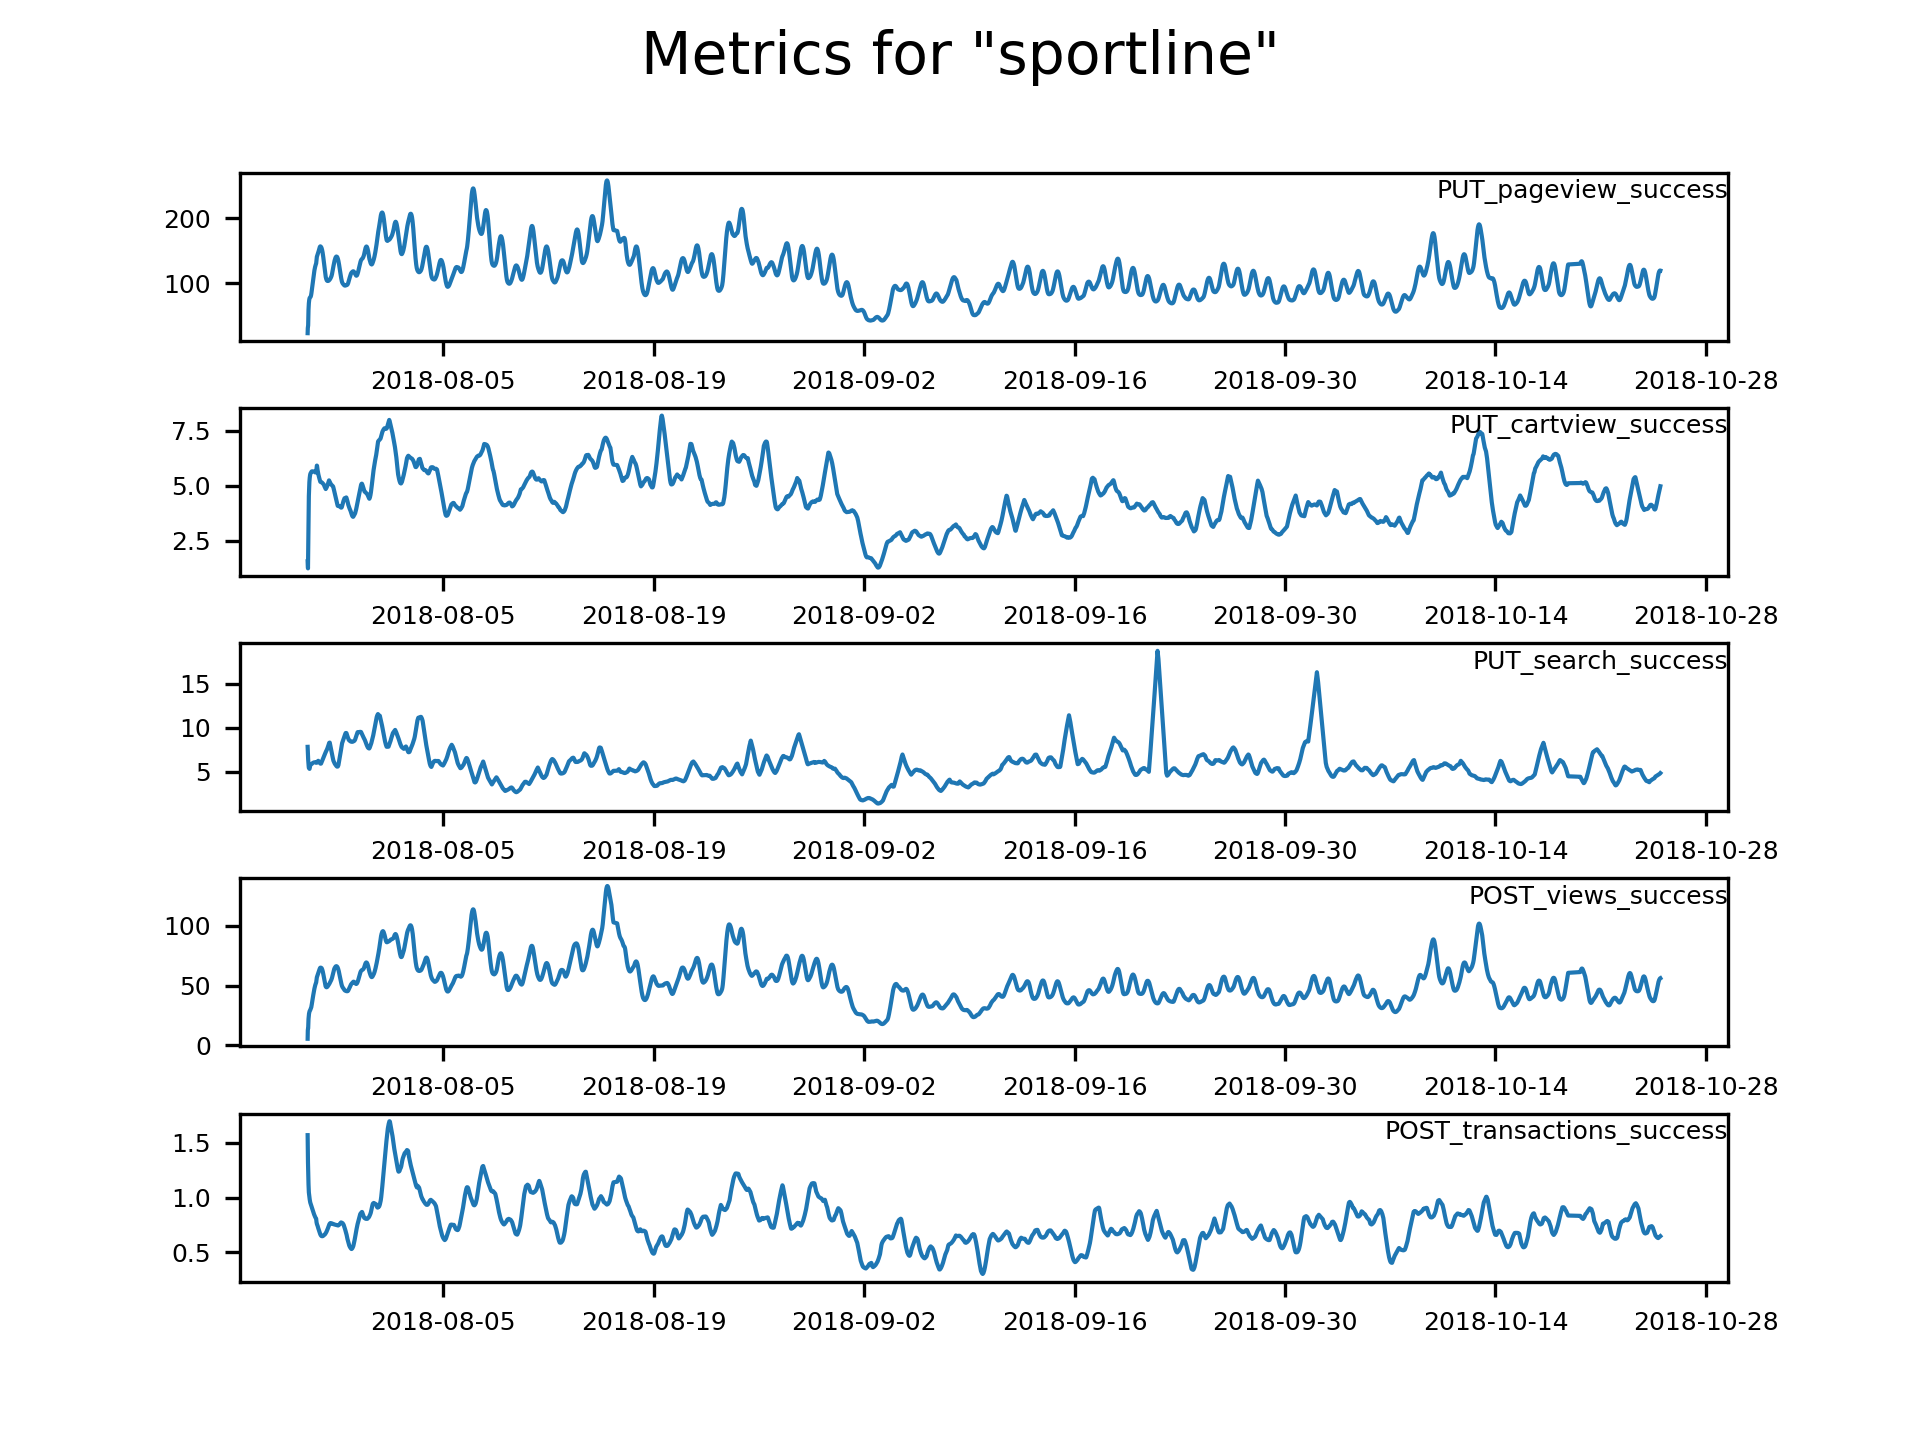 Metrics for "sportline"
PUT_pageview_success
200
100
2018-08-05 2018-08-19 2018-09-02 2018-09-16 2018-09-30 2018-10-14 2018-10-28
PUT_cartview_success
7.5
5.0
2.5
2018-08-05 2018-08-19 2018-09-02 2018-09-16 2018-09-30 2018-10-14 2018-10-28
PUT_search_success
15
10
5
2018-08-05 2018-08-19 2018-09-02 2018-09-16 2018-09-30 2018-10-14 2018-10-28
POST_views_success
100
50
0
2018-08-05 2018-08-19 2018-09-02 2018-09-16 2018-09-30 2018-10-14 2018-10-28
POST_transactions_success
1.5
1.0
0.5
2018-08-05 2018-08-19 2018-09-02 2018-09-16 2018-09-30 2018-10-14 2018-10-28